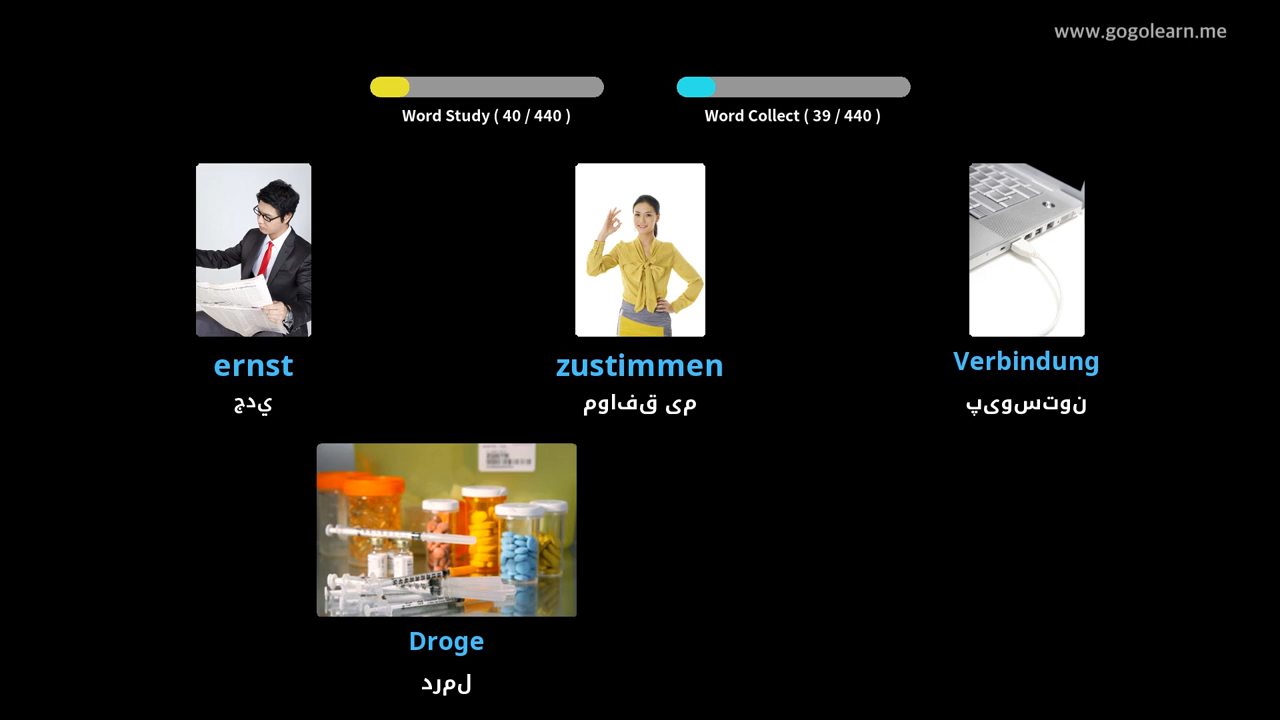 www.gogolearn.me
Word Study ( 40 / 440 )
Word Collect ( 39 / 440 )
ernst
جدي
zustimmen
موافق یم
Verbindung
پیوستون
Droge
درمل